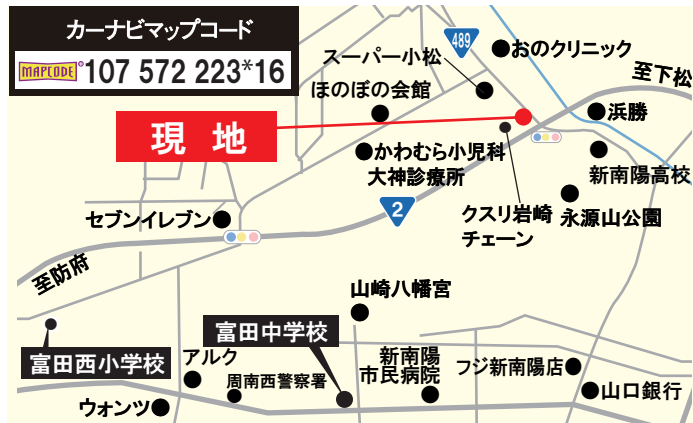 カーナビマップコード
MAPCODE 107 572 223*16
489
おのクリニック
スーパー小松
至下松
ほのぼの会館
浜勝
現 地
かわむら小児科
大神診療所
新南陽高校
2
クスリ岩崎
チェーン
永源山公園
セブンイレブン
至防府
山崎八幡宮
富田中学校
富田西小学校
アルク
新南陽
市民病院
フジ新南陽店
周南西警察署
山口銀行
ウォンツ